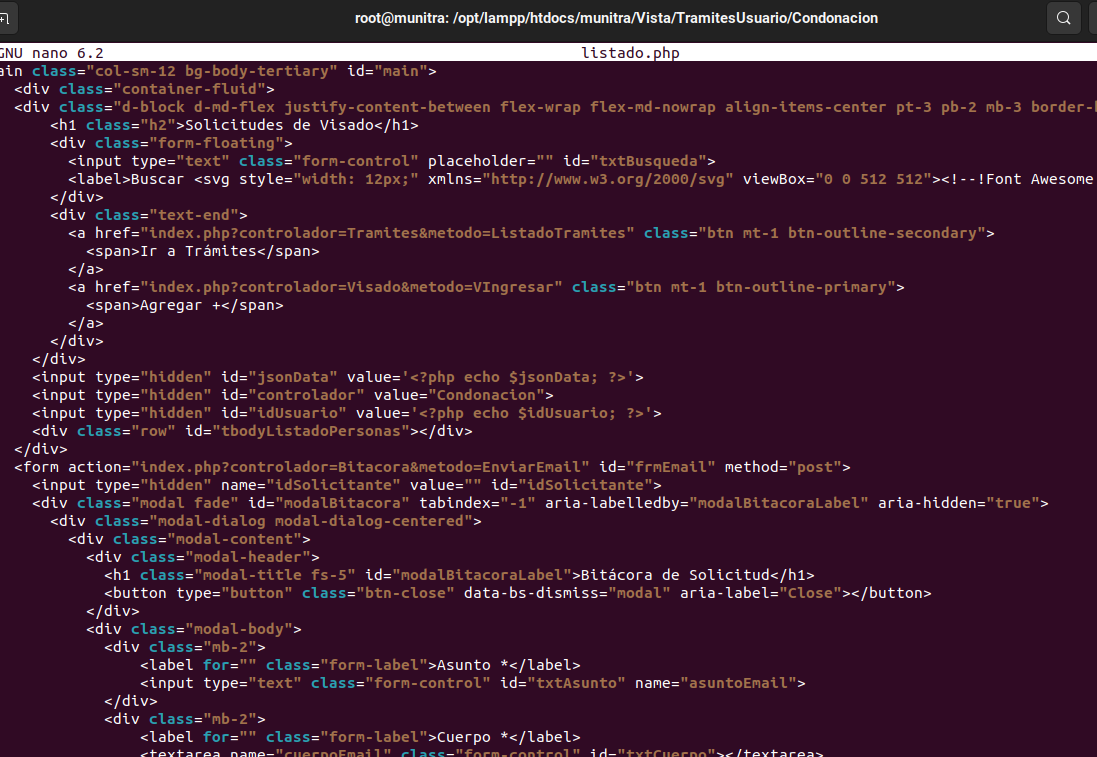 root@munitra: /opt/lampp/htdocs/munitra/Vista/TramitesUsuario/Condonacion
GNU nano 6.2 listado.php
ain class="col-sm-12 bg-body-tertiary" id="main">
<div class="container-fluid">
<div class="d-block d-md-flex justify-content-between flex-wrap flex-md-nowrap align-items-center pt-3 pb-2 mb-3 border-
<h1 class="h2">Solicitudes de Visado</h1>
<div class="form-floating">
<input type="text" class="form-control" placeholder="" id="txtBusqueda">
<label>Buscar <svg style="width: 12px;" xmlns="http://www.w3.org/2000/svg" viewBox="0 0 512 512"><!--!Font Awesome
</div>
<div class="text-end">
<a href="index.php?controlador=Tramites&metodo=ListadoTramites" class="btn mt-1 btn-outline-secondary">
<span>Ir a Trámites</span>
</a>
<a href="index.php?controlador=Visado&metodo=VIngresar" class="btn mt-1 btn-outline-primary">
<span>Agregar +</span>
</a>
</div>
</div>
<input type="hidden" id="jsonData" value='<?php echo $jsonData; ?>'>
<input type="hidden" id="controlador" value="Condonacion">
<input type="hidden" id="idUsuario" value='<?php echo $idUsuario; ?>'>
<div class="row" id="tbodyListadoPersonas"></div>
</div>
<form action="index.php?controlador=Bitacora&metodo=EnviarEmail" id="frmEmail" method="post">
<input type="hidden" name="idSolicitante" value="" id="idSolicitante">
<div class="modal fade" id="modalBitacora" tabindex="-1" aria-labelledby="modalBitacoraLabel" aria-hidden="true">
<div class="modal-dialog modal-dialog-centered">
<div class="modal-content">
<div class="modal-header">
<h1 class="modal-title fs-5" id="modalBitacoraLabel">Bitácora de Solicitud</h1>
<button type="button" class="btn-close" data-bs-dismiss="modal" aria-label="Close"></button>
</div>
<div class="modal-body">
<div class="mb-2">
<label for="" class="form-label">Asunto *</label>
<input type="text" class="form-control" id="txtAsunto" name="asuntoEmail">
</div>
<div class="mb-2">
<label for="" class="form-label">Cuerpo *</label>
<textarea name="cuerpoEmail" class="form-control" id="txtCuerpo"></textarea>